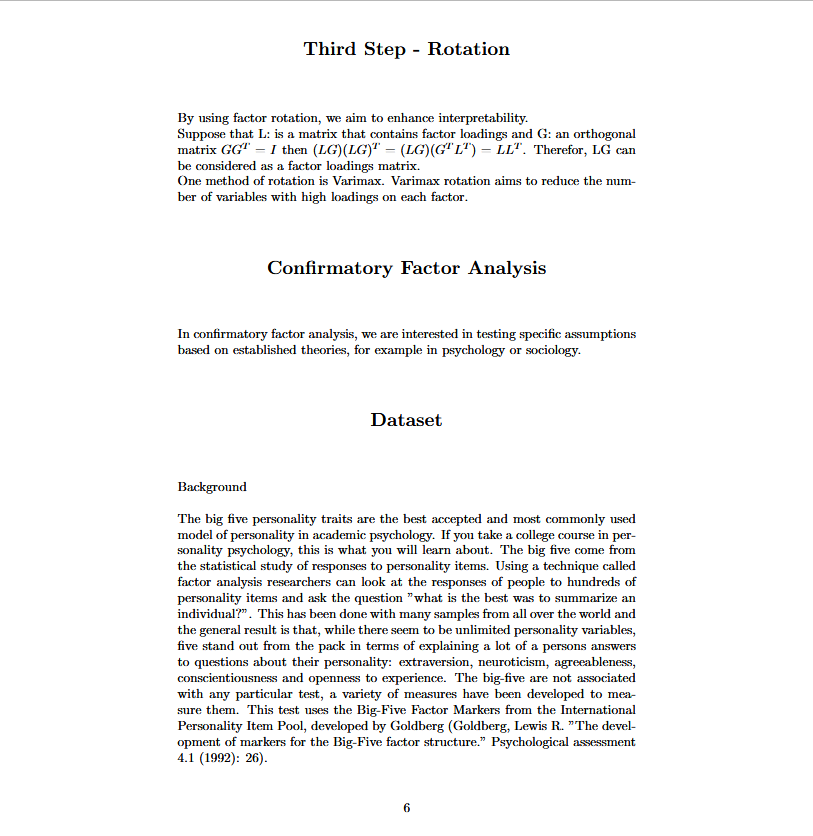 Third Step - Rotation
By using factor rotation, we aim to enhance interpretability.
Suppose that L: is a matrix that contains factor loadings and G: an orthogonal
matrix GGᵀ = I then (LG)(LG)ᵀ = (LG)(GᵀLᵀ) = LLᵀ. Therefor, LG can
be considered as a factor loadings matrix.
One method of rotation is Varimax. Varimax rotation aims to reduce the num-
ber of variables with high loadings on each factor.
Confirmatory Factor Analysis
In confirmatory factor analysis, we are interested in testing specific assumptions
based on established theories, for example in psychology or sociology.
Dataset
Background
The big five personality traits are the best accepted and most commonly used
model of personality in academic psychology. If you take a college course in per-
sonality psychology, this is what you will learn about. The big five come from
the statistical study of responses to personality items. Using a technique called
factor analysis researchers can look at the responses of people to hundreds of
personality items and ask the question ”what is the best was to summarize an
individual?”. This has been done with many samples from all over the world and
the general result is that, while there seem to be unlimited personality variables,
five stand out from the pack in terms of explaining a lot of a persons answers
to questions about their personality: extraversion, neuroticism, agreeableness,
conscientiousness and openness to experience. The big-five are not associated
with any particular test, a variety of measures have been developed to mea-
sure them. This test uses the Big-Five Factor Markers from the International
Personality Item Pool, developed by Goldberg (Goldberg, Lewis R. ”The devel-
opment of markers for the Big-Five factor structure.” Psychological assessment
4.1 (1992): 26).
6